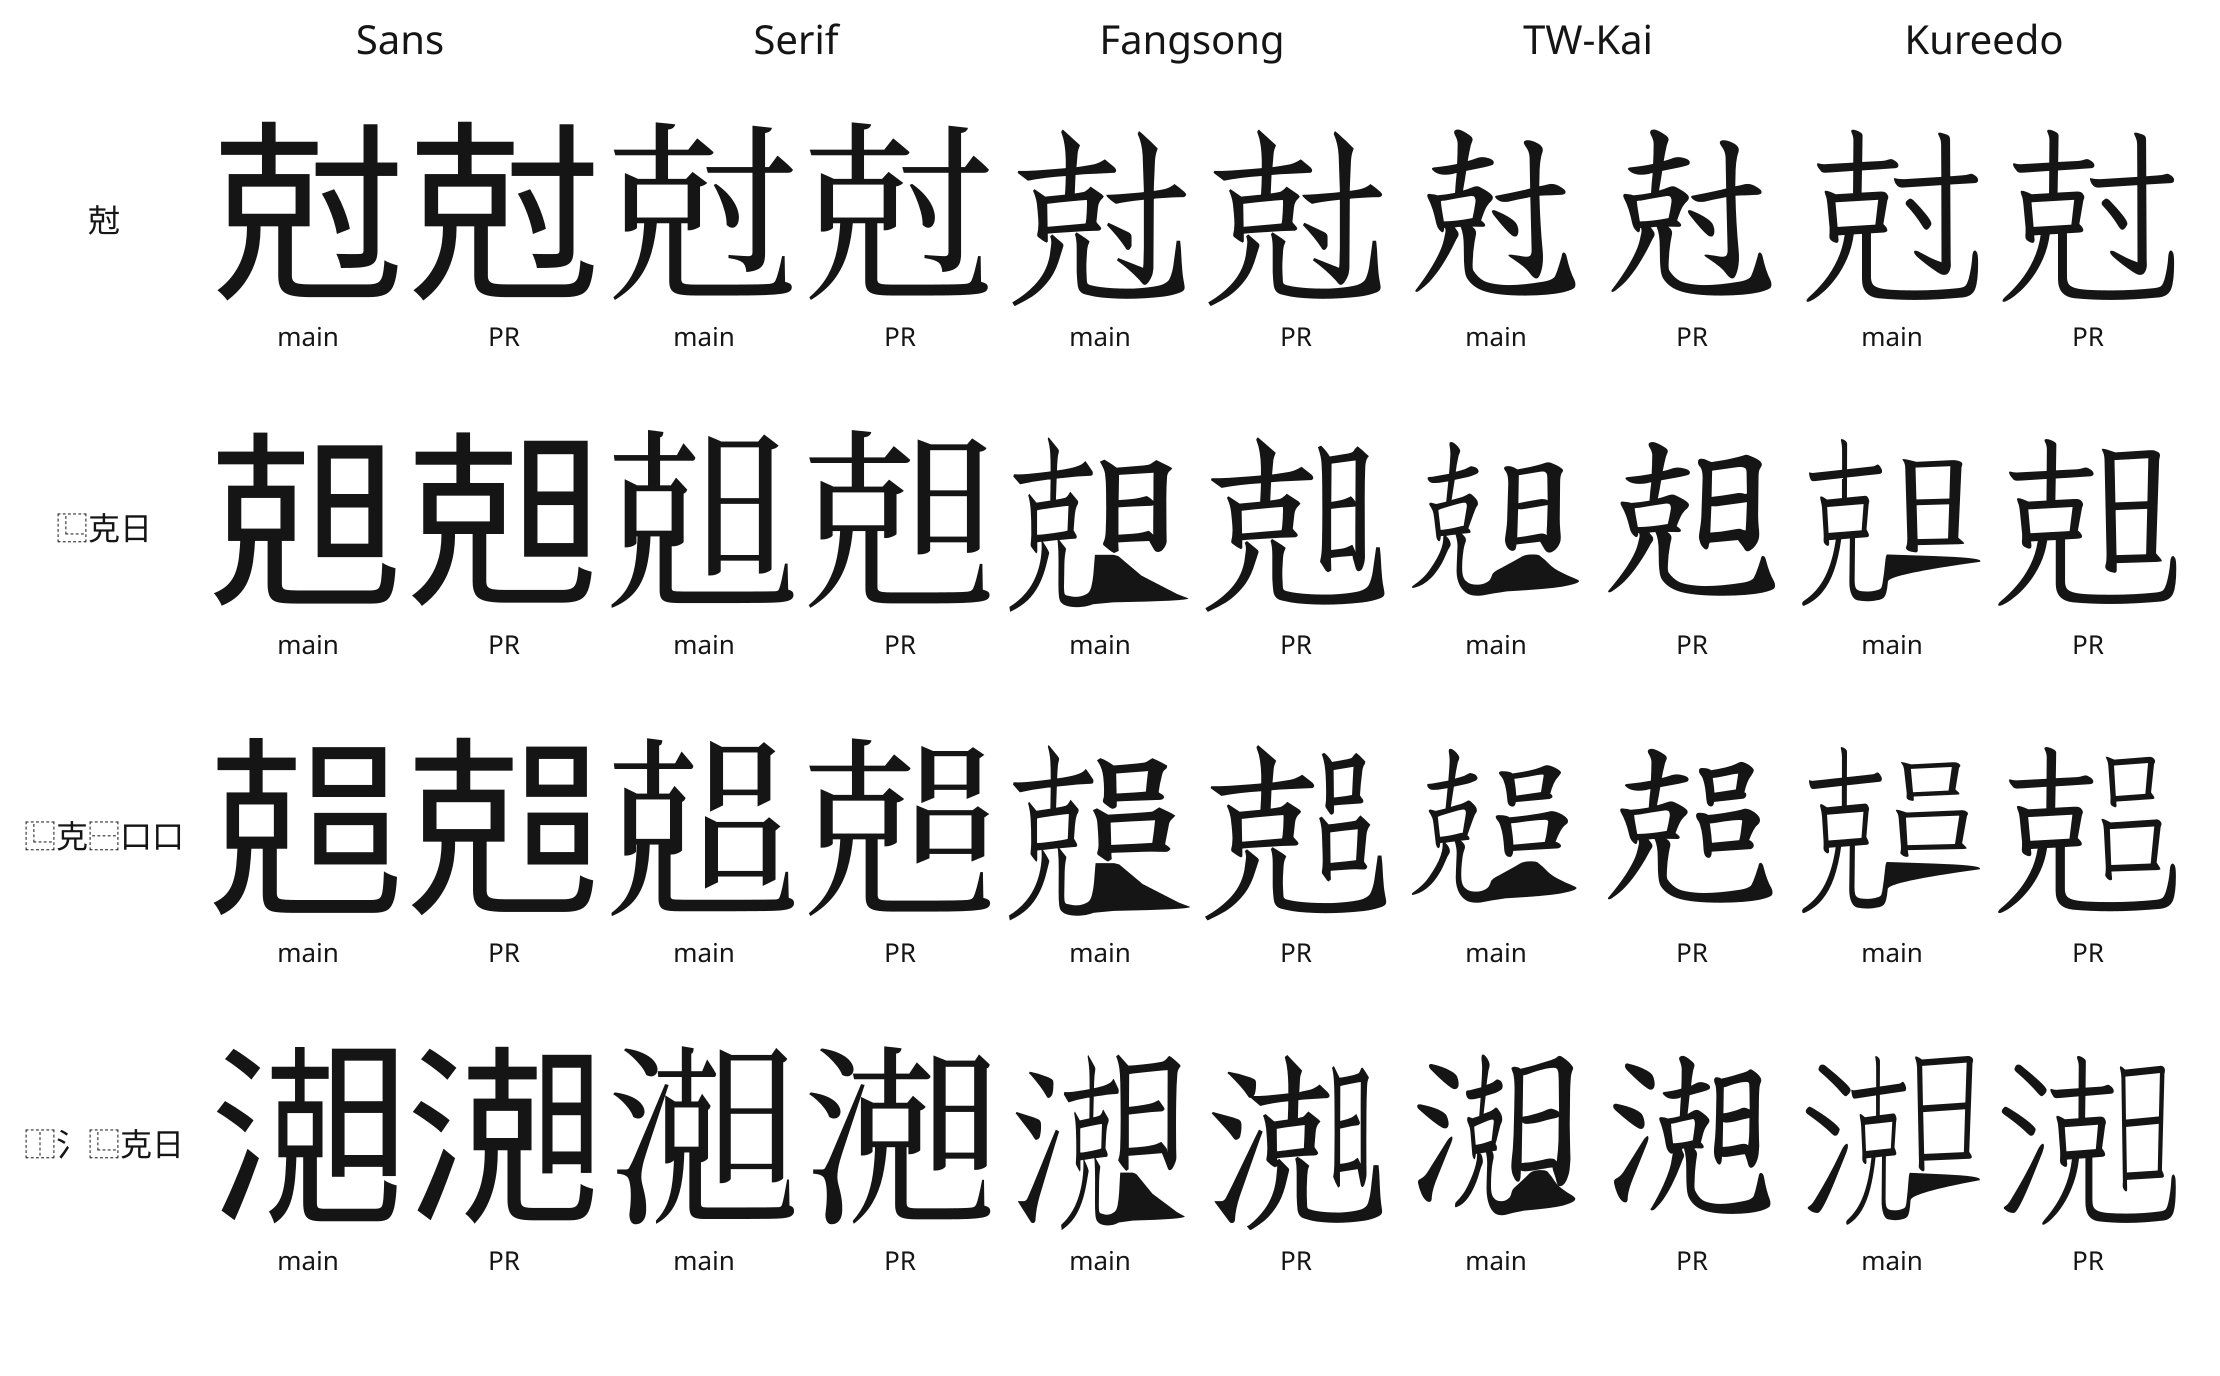 Sans Serif Fangsong TW-Kai Kureedo
尅 尅 尅 尅 尅 尅 尅 尅 尅 尅 尅
main PR main PR main PR main PR main PR
⿺克日
main PR main PR main PR main PR main PR
⿺克⿱口口
main PR main PR main PR main PR main PR
⿰氵⿺克日
main PR main PR main PR main PR main PR